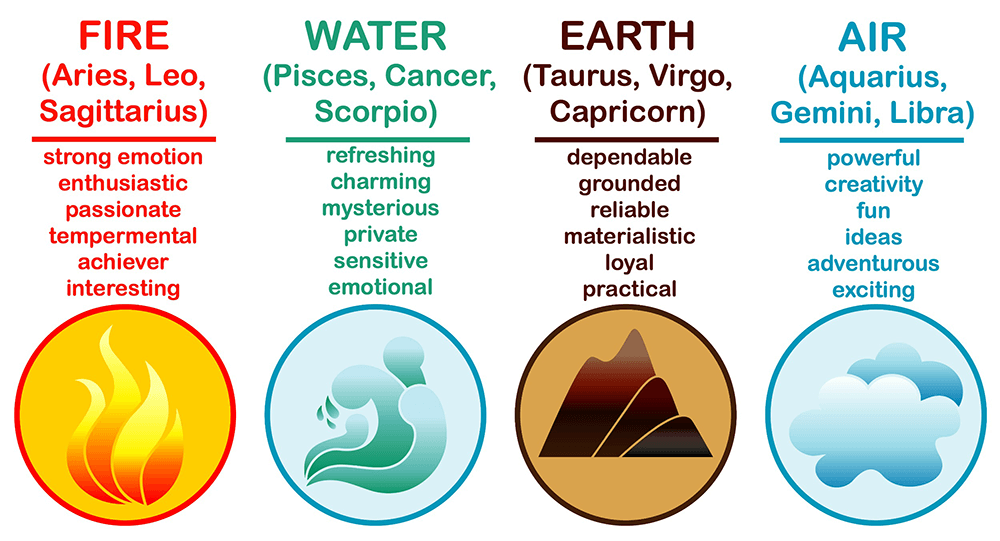 FIRE
(Aries, Leo,
Sagittarius)
strong emotion
enthusiastic
passionate
tempermental
achiever
interesting
WATER
(Pisces, Cancer,
Scorpio)
refreshing
charming
mysterious
private
sensitive
emotional
EARTH
(Taurus, Virgo,
Capricorn)
dependable
grounded
reliable
materialistic
loyal
practical
AIR
(Aquarius,
Gemini, Libra)
powerful
creativity
fun
ideas
adventurous
exciting